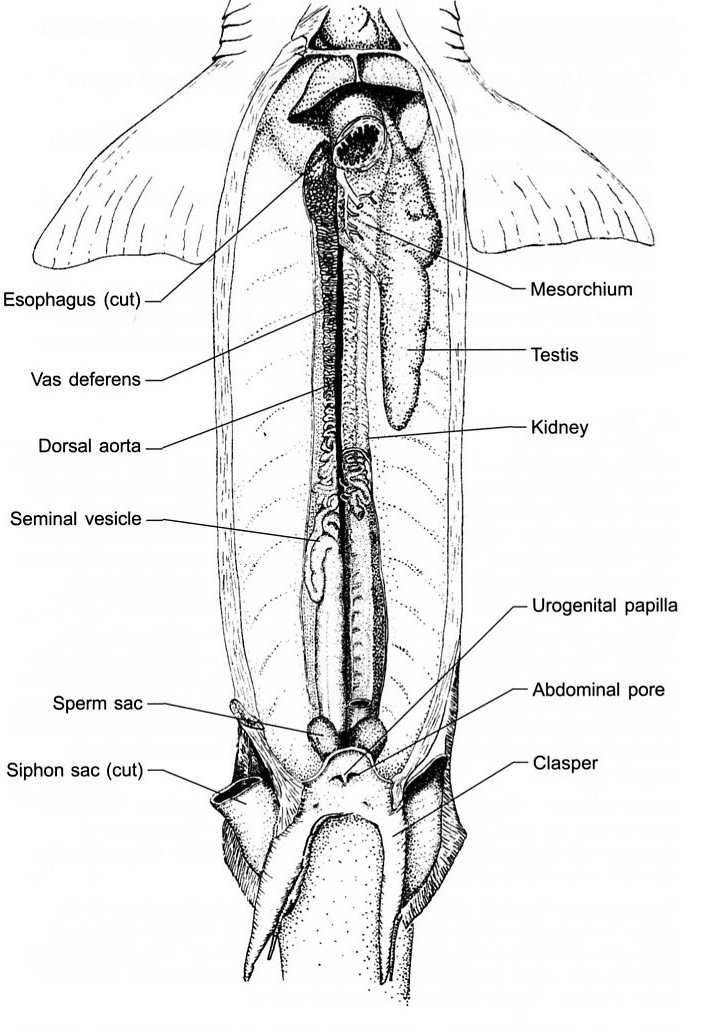 Esophagus (cut)
Vas deferens
Dorsal aorta
Seminal vesicle
Sperm sac
Siphon sac (cut)
Mesorchium
Testis
Kidney
Urogenital papilla
Abdominal pore
Clasper